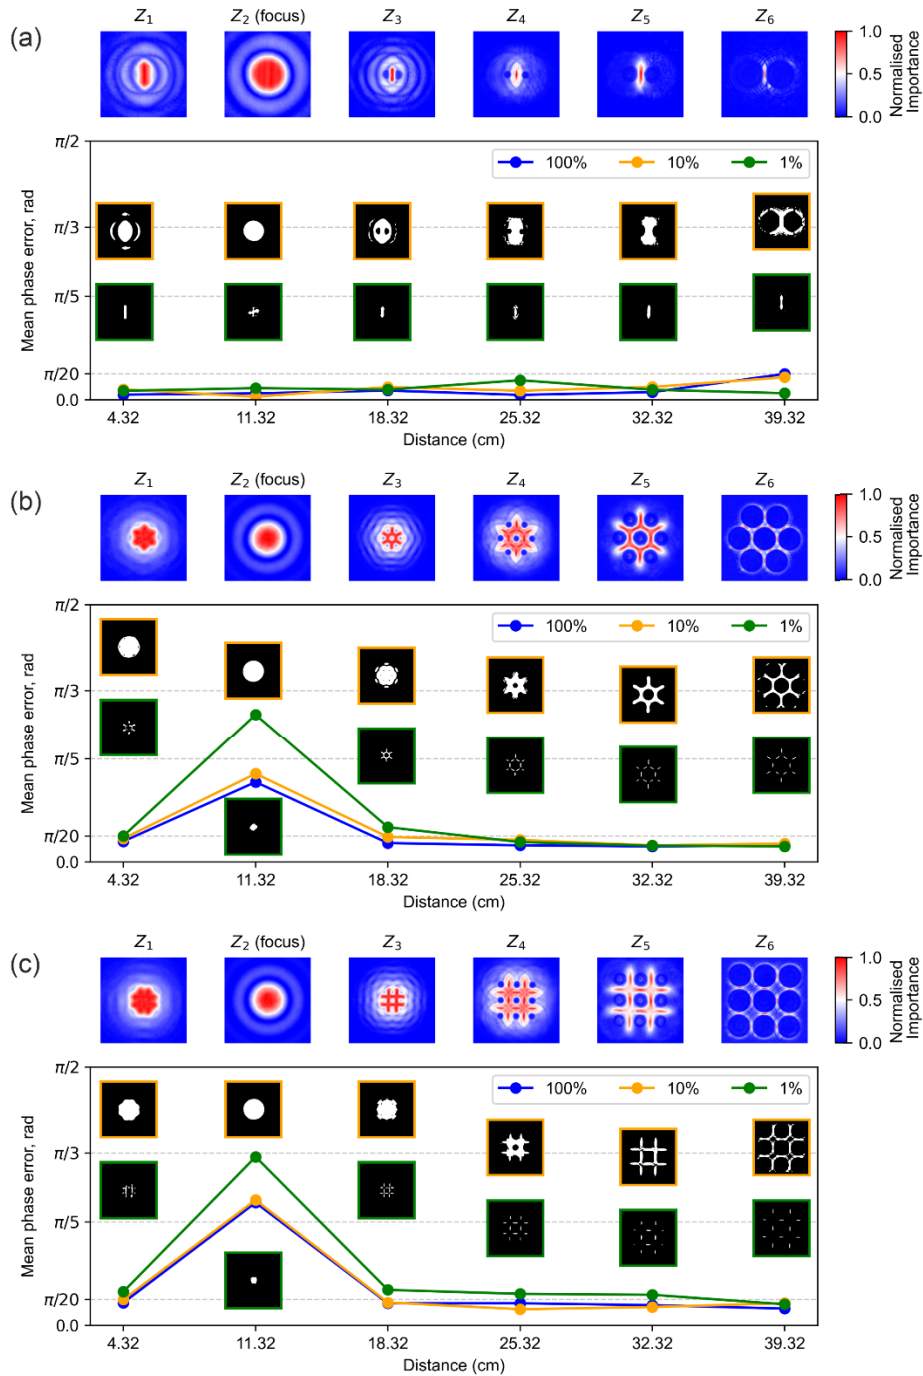 (a)
Z1 Z2 (focus) Z3 Z4 Z5 Z6
1.0
0.5
0.0
Normalised
Importance
π/2
π/3
π/5
π/20
0.0
Mean phase error, rad
100% 10% 1%
4.32 11.32 18.32 25.32 32.32 39.32
Distance (cm)
(b)
Z1 Z2 (focus) Z3 Z4 Z5 Z6
1.0
0.5
0.0
Normalised
Importance
π/2
π/3
π/5
π/20
0.0
Mean phase error, rad
100% 10% 1%
4.32 11.32 18.32 25.32 32.32 39.32
Distance (cm)
(c)
Z1 Z2 (focus) Z3 Z4 Z5 Z6
1.0
0.5
0.0
Normalised
Importance
π/2
π/3
π/5
π/20
0.0
Mean phase error, rad
100% 10% 1%
4.32 11.32 18.32 25.32 32.32 39.32
Distance (cm)